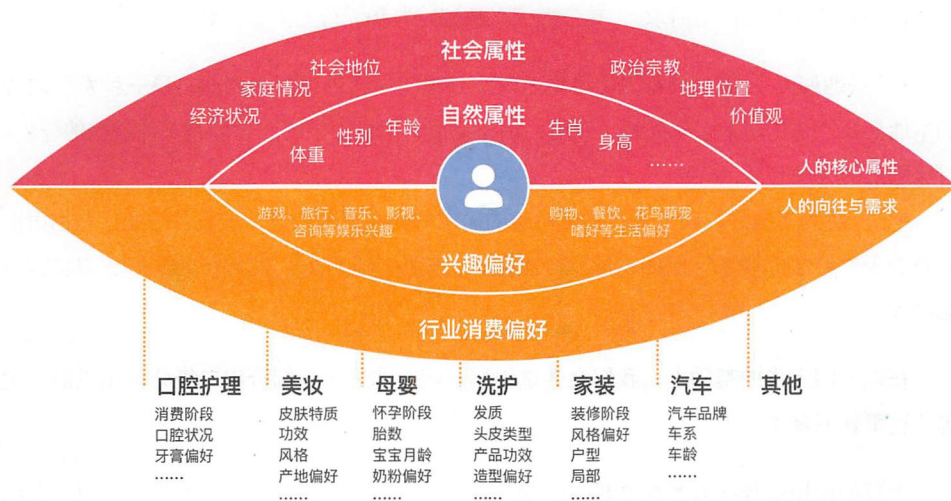 社会属性
社会地位
政治宗教
家庭情况
地理位置
经济状况
价值观
自然属性
年龄
生肖
性别
身高
体重
……
人的核心属性
人的向往与需求
游戏、旅行、音乐、影视、
咨询等娱乐兴趣
购物、餐饮、花鸟萌宠
嗜好等生活偏好
兴趣偏好
行业消费偏好
口腔护理
消费阶段
口腔状况
牙膏偏好
……
美妆
皮肤特质
功效
风格
产地偏好
……
母婴
怀孕阶段
胎数
宝宝月龄
奶粉偏好
……
洗护
发质
头皮类型
产品功效
造型偏好
……
家装
装修阶段
风格偏好
户型
局部
……
汽车
汽车品牌
车系
车龄
……
其他